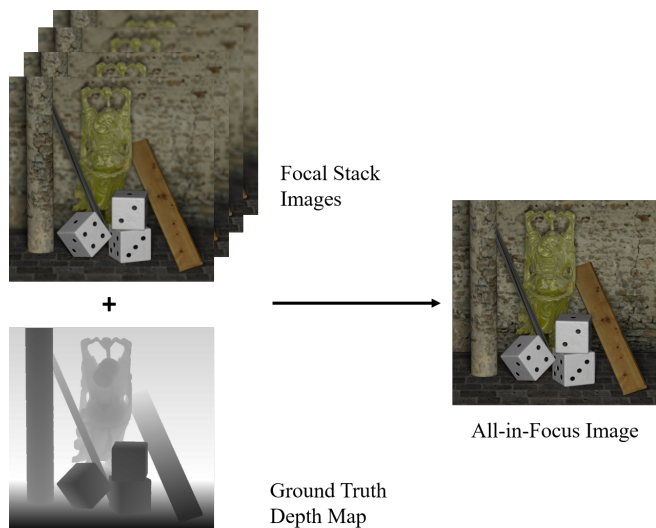 Focal Stack
Images
+
All-in-Focus Image
Ground Truth
Depth Map